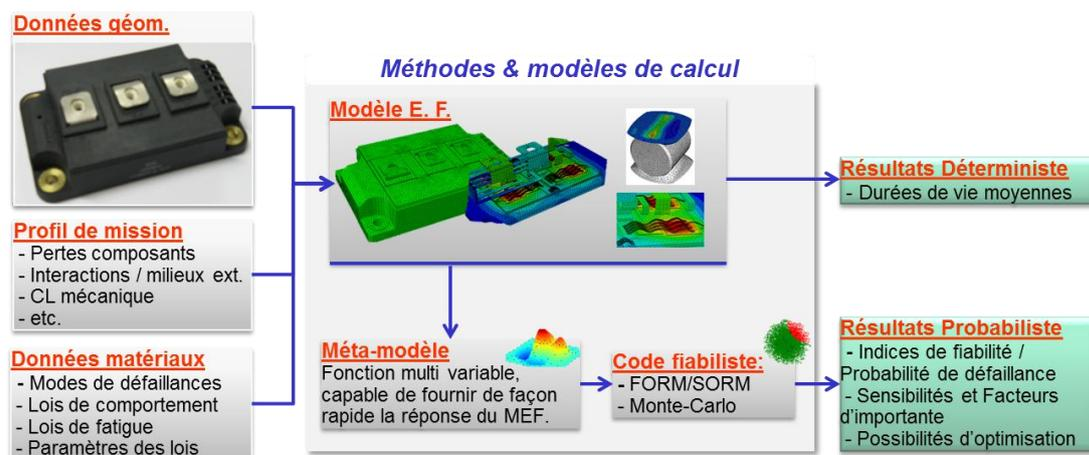 Données géom.
Profil de mission
- Pertes composants
- Interactions / milieux ext.
- CL mécanique
- etc.
Données matériaux
- Modes de défaillances
- Lois de comportement
- Lois de fatigue
- Paramètres des lois
Méthodes & modèles de calcul
Modèle E. F.
Méta-modèle
Fonction multi variable,
capable de fournir de façon
rapide la réponse du MEF.
Code fiabiliste:
- FORM/SORM
- Monte-Carlo
Résultats Déterministe
- Durées de vie moyennes
Résultats Probabiliste
- Indices de fiabilité /
Probabilité de défaillance
- Sensibilités et Facteurs
d'importante
- Possibilités d'optimisation